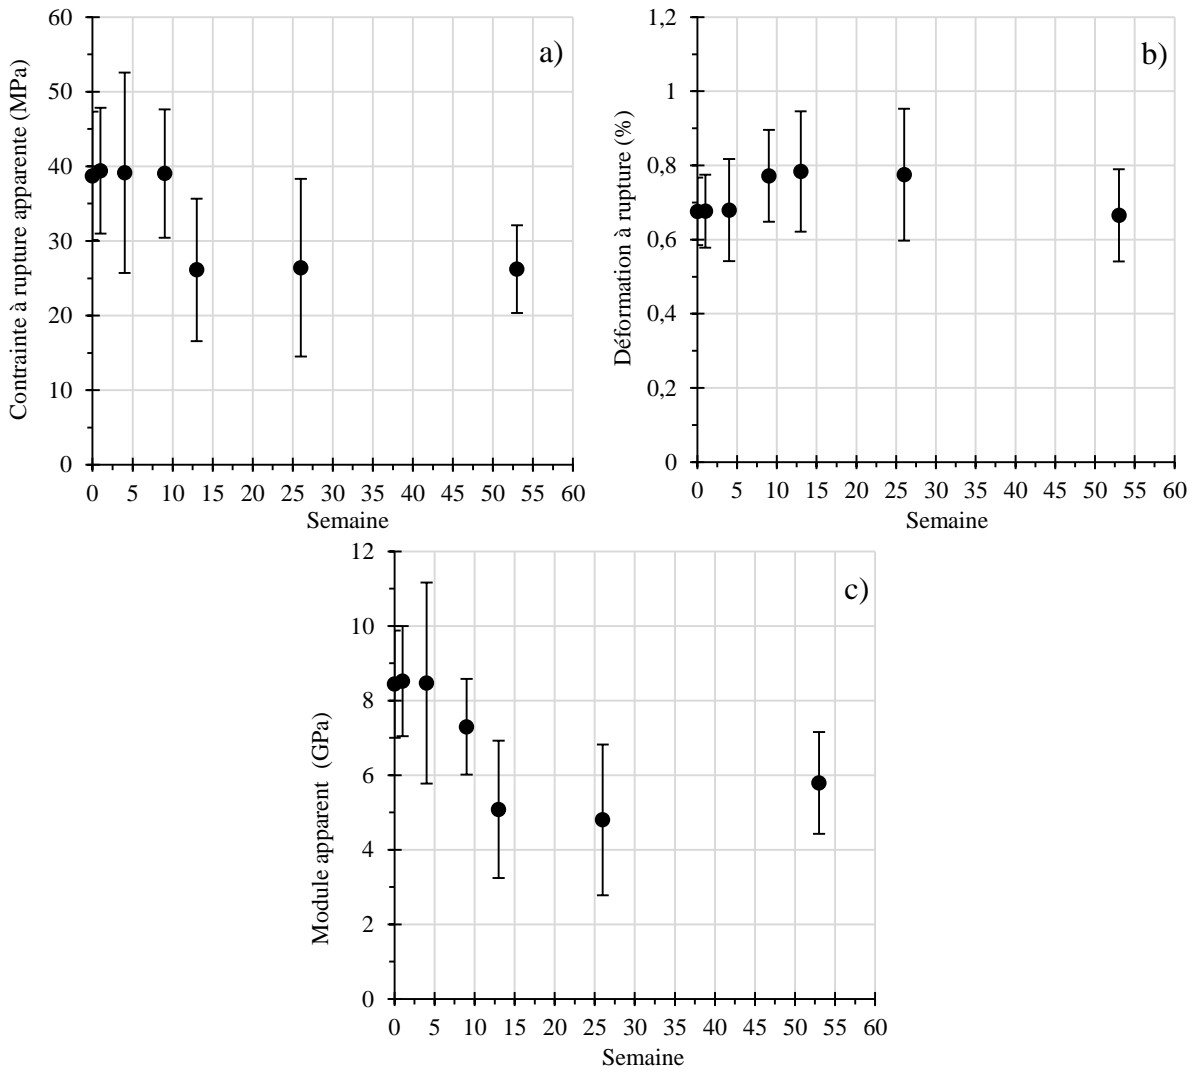 a)
Contrainte à rupture apparente (MPa)
60
50
40
30
20
10
0
0 5 10 15 20 25 30 35 40 45 50 55 60
Semaine
b)
Déformation à rupture (%)
1,2
1
0,8
0,6
0,4
0,2
0
0 5 10 15 20 25 30 35 40 45 50 55 60
Semaine
c)
Module apparent (GPa)
12
10
8
6
4
2
0
0 5 10 15 20 25 30 35 40 45 50 55 60
Semaine